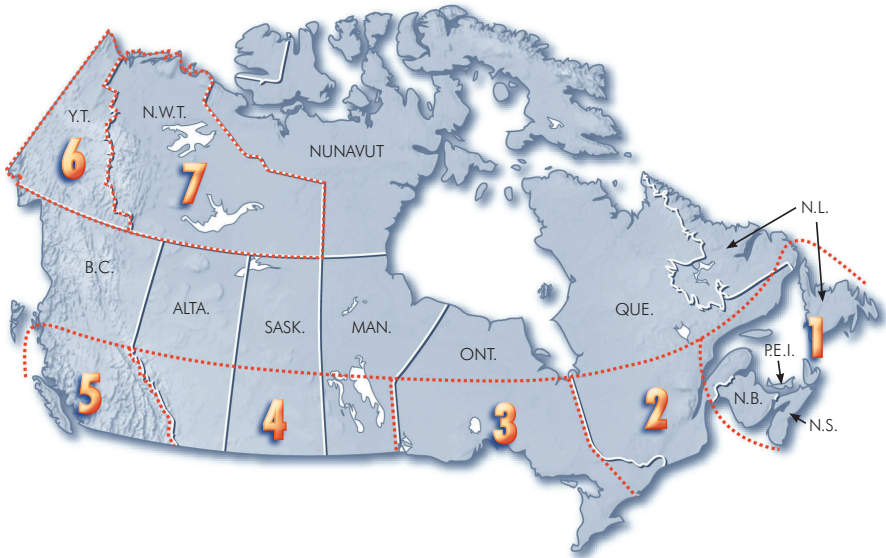 Y.T.
N.W.T.
NUNAVUT
6
7
N.L.
B.C.
ALTA.
SASK.
MAN.
ONT.
QUE.
1
P.E.I.
5
4
3
2
N.B.
N.S.